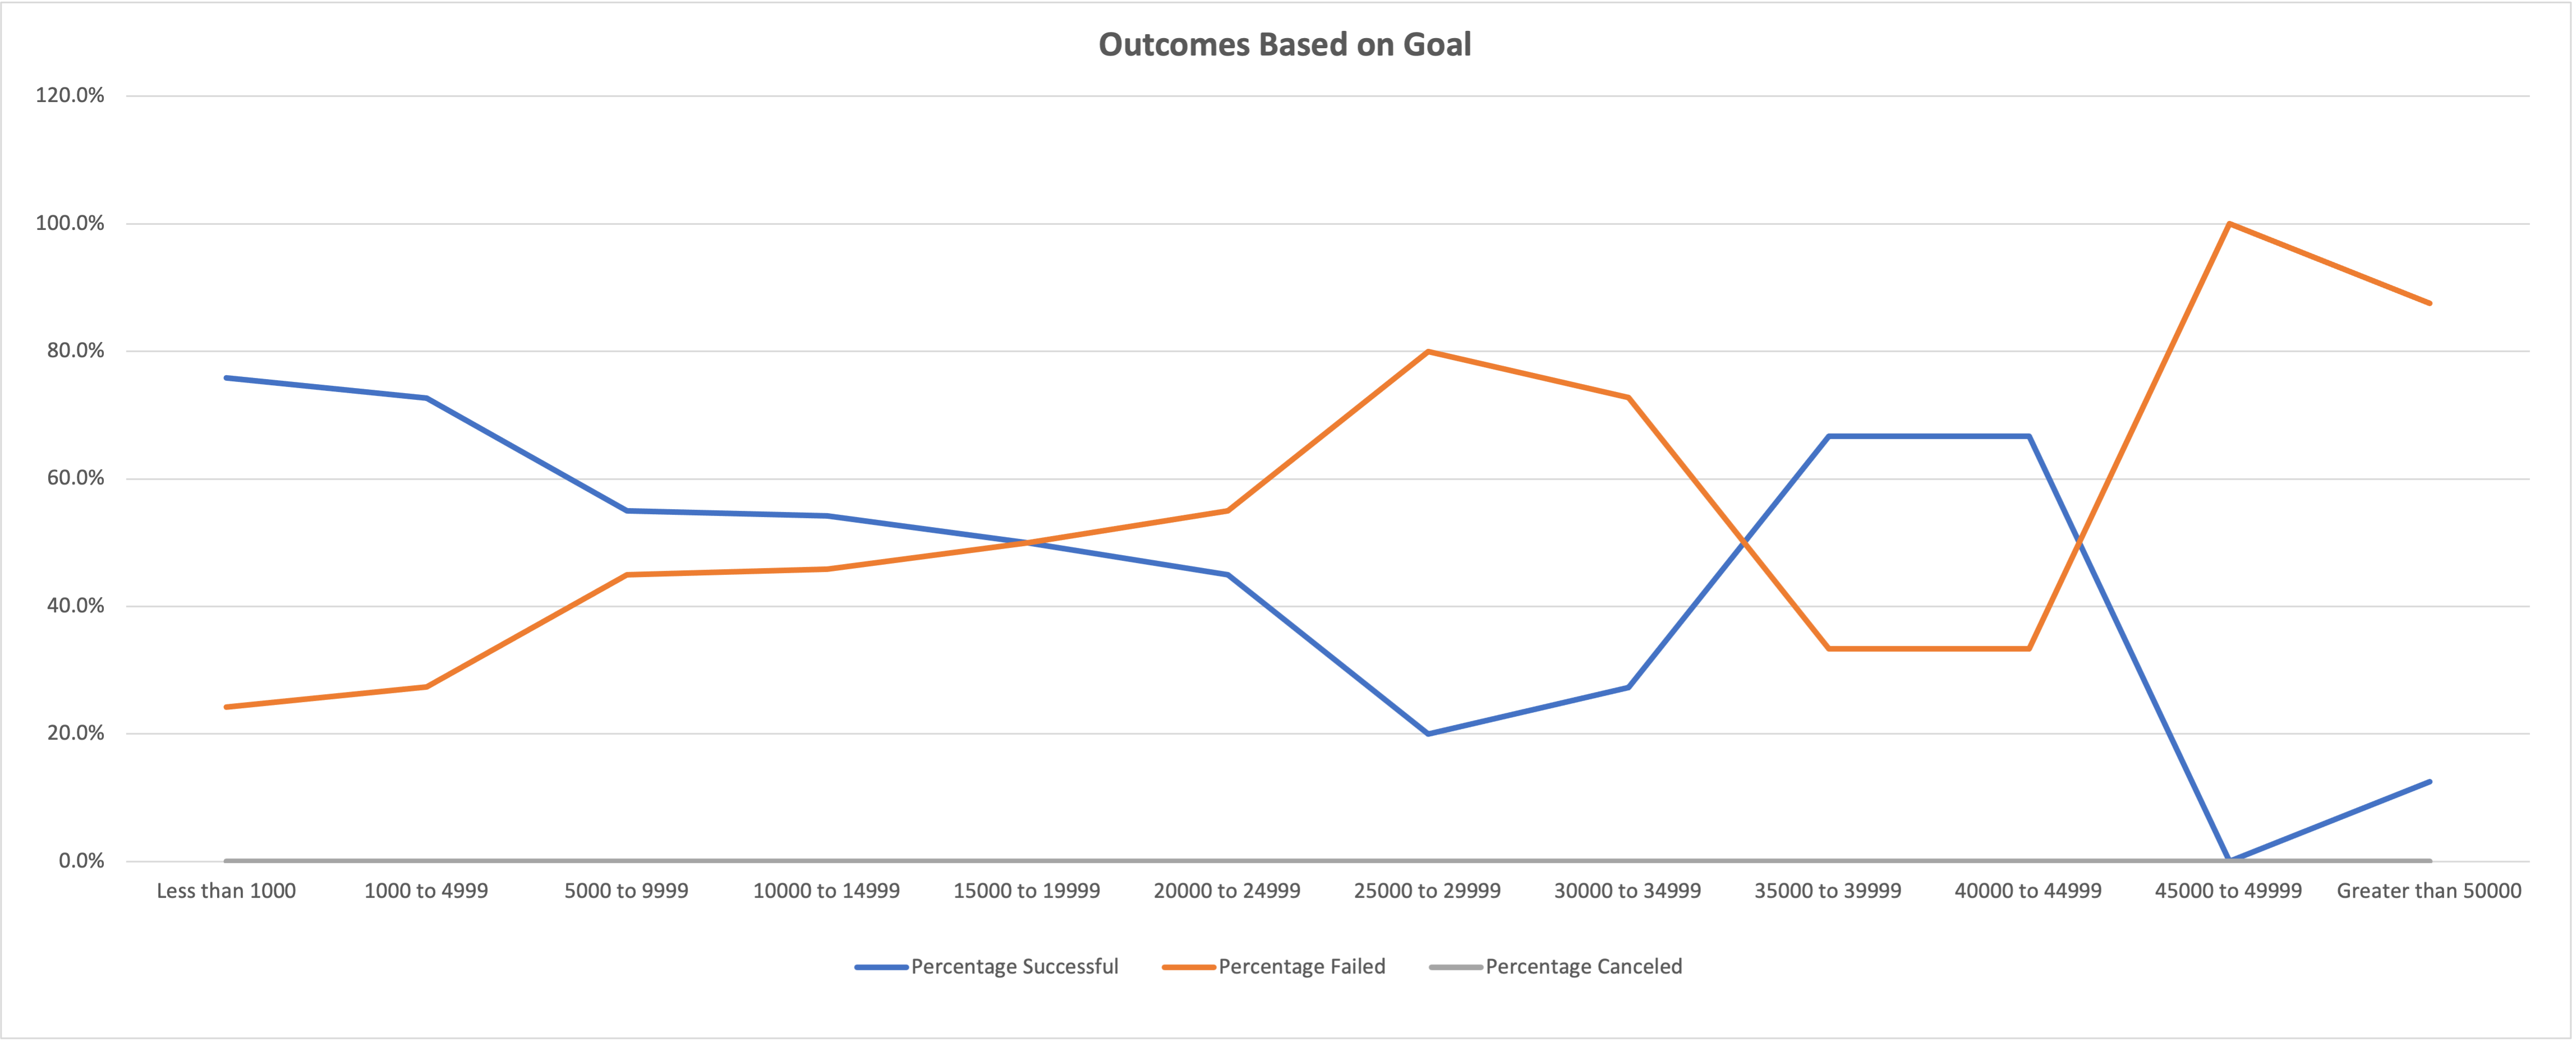 Outcomes Based on Goal
120.0%
100.0%
80.0%
60.0%
40.0%
20.0%
0.0%
Less than 1000 1000 to 4999 5000 to 9999 10000 to 14999 15000 to 19999 20000 to 24999 25000 to 29999 30000 to 34999 35000 to 39999 40000 to 44999 45000 to 49999 Greater than 50000
Percentage Successful Percentage Failed Percentage Canceled